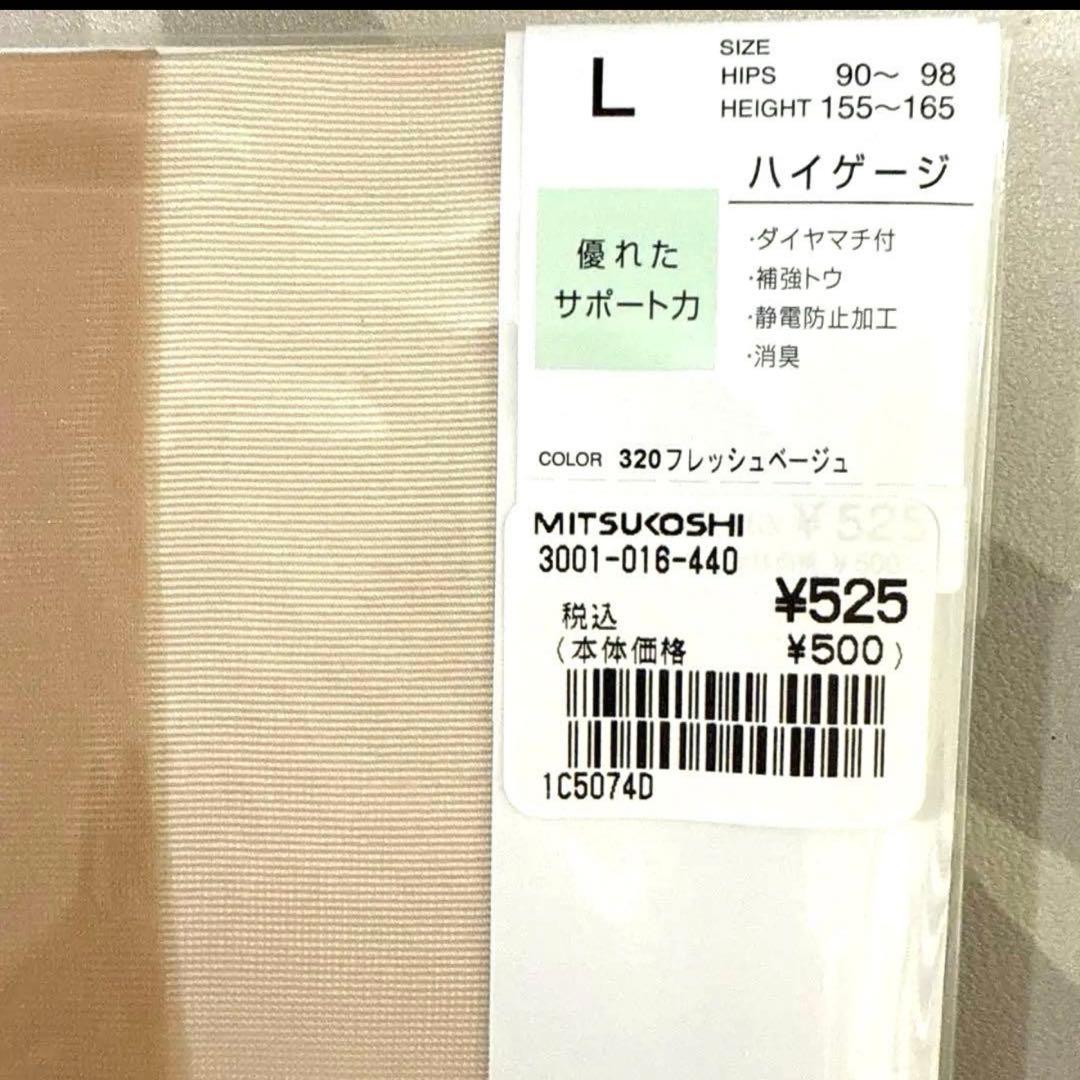 L
SIZE
HIPS 90〜 98
HEIGHT 155〜165
ハイゲージ
優れた
サポート力
・ダイヤマチ付
・補強トウ
・静電防止加工
・消臭
COLOR 320フレッシュベージュ
¥525
¥500
MITSUKOSHI
3001-016-440
¥525
税込
(本体価格 ¥500)
1C5074D